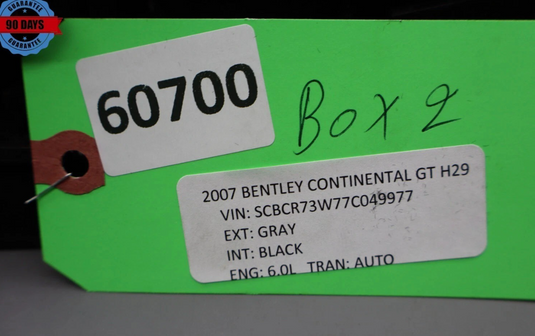 GUARANTEE
90 DAYS
GUARANTEE
60700
Box 2
2007 BENTLEY CONTINENTAL GT H29
VIN: SCBCR73W77C049977
EXT: GRAY
INT: BLACK
ENG: 6.0L TRAN: AUTO